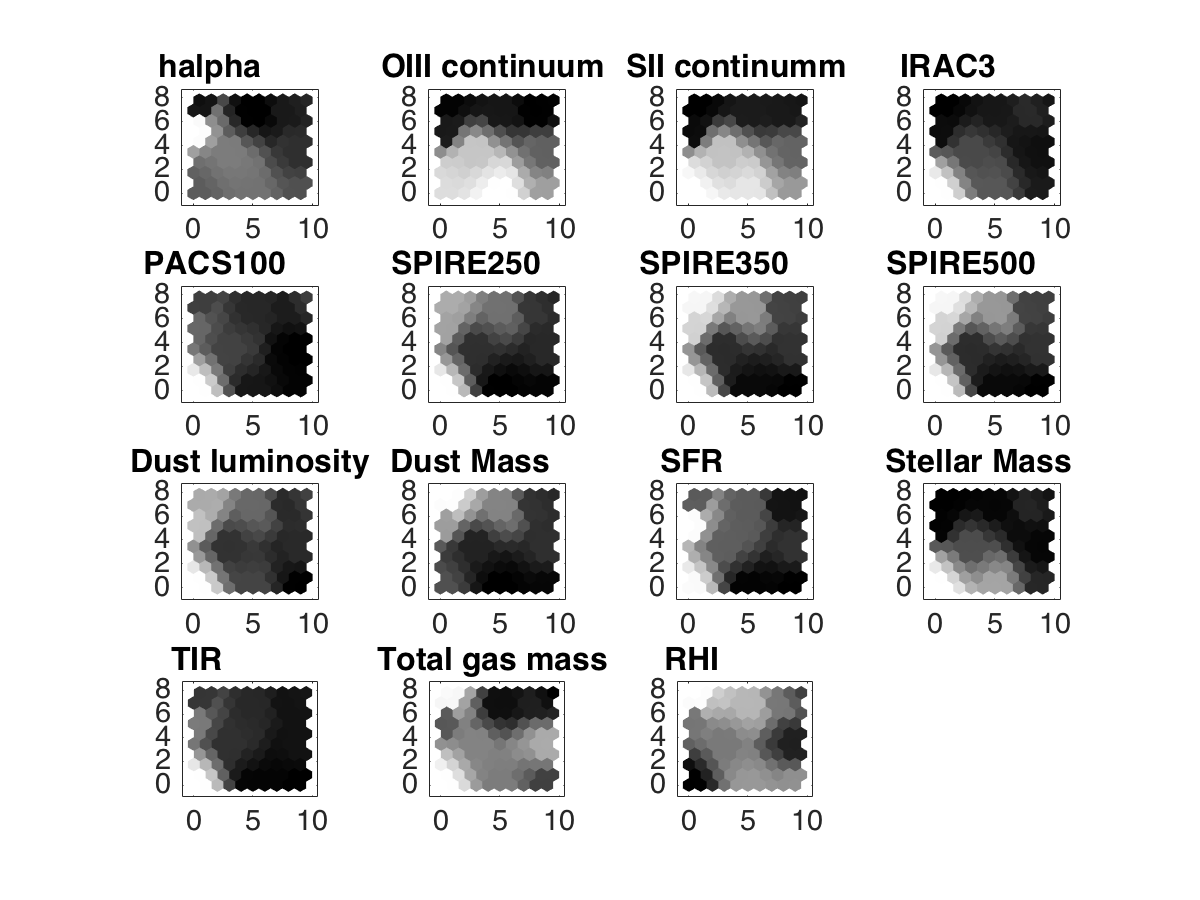 halpha OIII continuum SII continumm IRAC3
8 8 8 8
6 6 6 6
4 4 4 4
2 2 2 2
0 0 0 0
0 5 10 0 5 10 0 5 10 0 5 10
PACS100 SPIRE250 SPIRE350 SPIRE500
8 8 8 8
6 6 6 6
4 4 4 4
2 2 2 2
0 0 0 0
0 5 10 0 5 10 0 5 10 0 5 10
Dust luminosity Dust Mass SFR Stellar Mass
8 8 8 8
6 6 6 6
4 4 4 4
2 2 2 2
0 0 0 0
0 5 10 0 5 10 0 5 10 0 5 10
TIR Total gas mass RHI
8 8 8
6 6 6
4 4 4
2 2 2
0 0 0
0 5 10 0 5 10 0 5 10